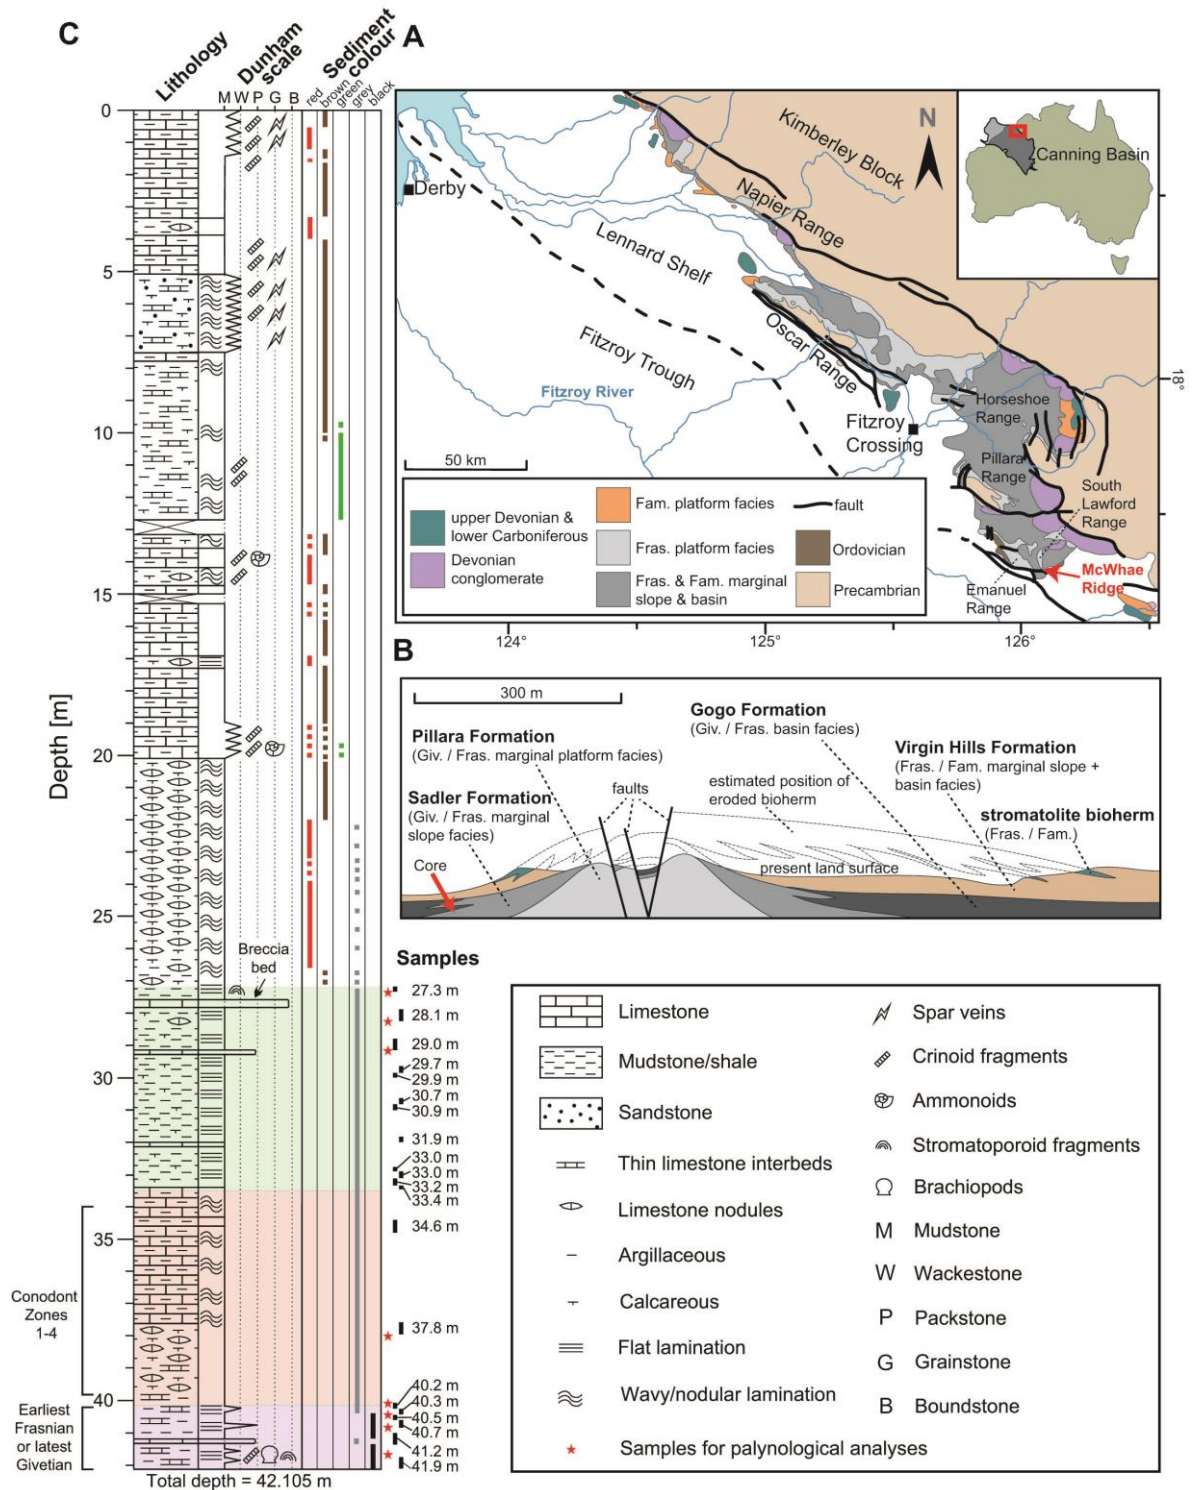 C
Lithology
Dunham
scale
Sediment
colour
M W P G B
red
brown
green
grey
black
0
5
10
15
20
25
30
35
40
Depth [m]
Breccia
bed
Conodont
Zones
1-4
Earliest
Frasnian
or latest
Givetian
Total depth = 42.105 m
Samples
27.3 m
28.1 m
29.0 m
29.7 m
29.9 m
30.7 m
30.9 m
31.9 m
33.0 m
33.0 m
33.2 m
33.4 m
34.6 m
37.8 m
40.2 m
40.3 m
40.5 m
40.7 m
41.2 m
41.9 m
A
N
Kimberley Block
Canning Basin
Derby
Napier Range
Lennard Shelf
Oscar Range
Fitzroy Trough
Fitzroy River
Fitzroy
Crossing
Horseshoe
Range
Pillara
Range
South
Lawford
Range
McWhae
Ridge
Emanuel
Range
18°
50 km
upper Devonian &
lower Carboniferous
Devonian
conglomerate
Fam. platform facies
Fras. platform facies
Fras. & Fam. marginal
slope & basin
fault
Ordovician
Precambrian
124°
125°
126°
B
300 m
Gogo Formation
(Giv. / Fras. basin facies)
Pillara Formation
(Giv. / Fras. marginal platform facies)
Virgin Hills Formation
(Fras. / Fam. marginal slope +
basin facies)
Sadler Formation
(Giv. / Fras. marginal
slope facies)
faults
estimated position of
eroded bioherm
stromatolite bioherm
(Fras. / Fam.)
Core
present land surface
Limestone
Mudstone/shale
Sandstone
Thin limestone interbeds
Limestone nodules
Argillaceous
Calcareous
Flat lamination
Wavy/nodular lamination
Samples for palynological analyses
Spar veins
Crinoid fragments
Ammonoids
Stromatoporoid fragments
Brachiopods
M Mudstone
W Wackestone
P Packstone
G Grainstone
B Boundstone